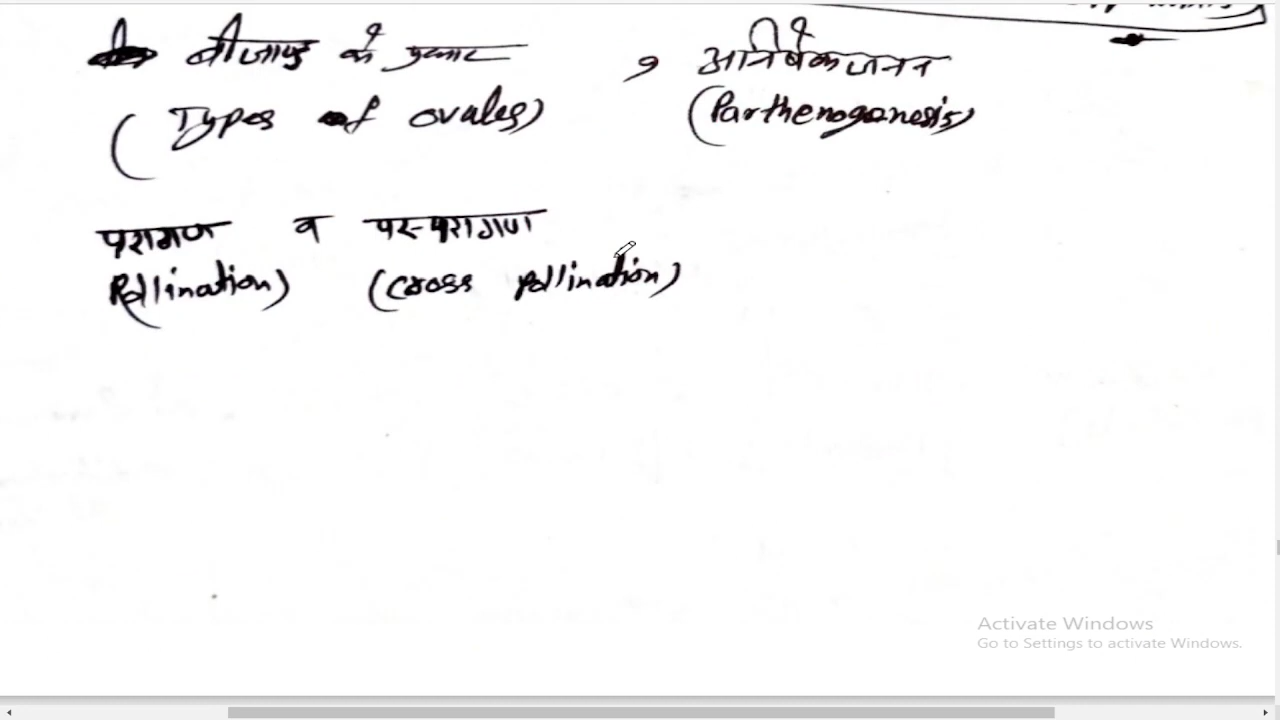 बीजाण्ड के प्रकार , अनिषेकजनन
(Types of ovules) (Parthenogenesis)
परागण व पर-परागण
Pollination) (cross pollination)
Activate Windows
Go to Settings to activate Windows.